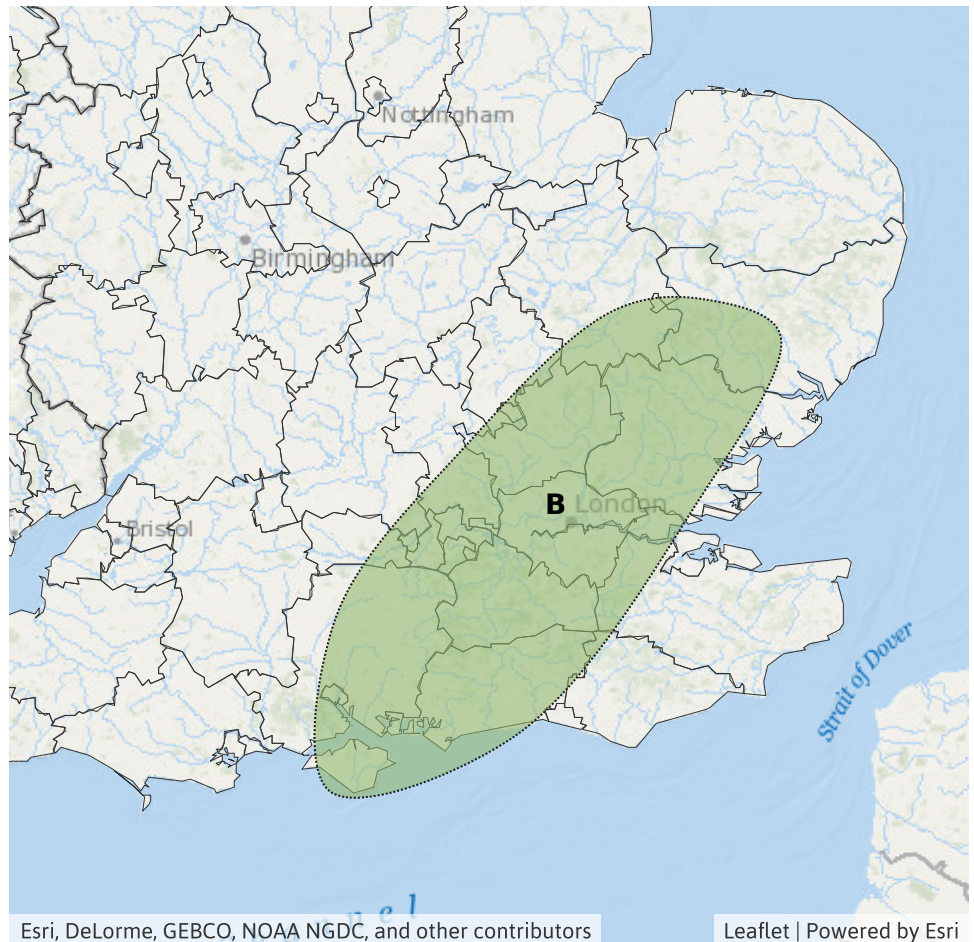 Nottingham
Birmingham
B London
Bristol
Strait of Dover
n n e l
Esri, DeLorme, GEBCO, NOAA NGDC, and other contributors
Leaflet | Powered by Esri